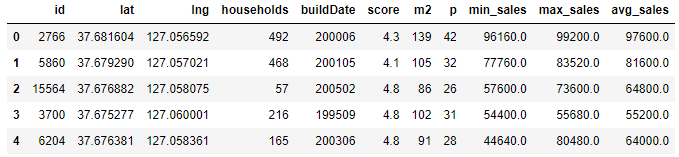 id lat lng households buildDate score m2 p min_sales max_sales avg_sales
0 2766 37.681604 127.056592 492 200006 4.3 139 42 96160.0 99200.0 97600.0
1 5860 37.679290 127.057021 468 200105 4.1 105 32 77760.0 83520.0 81600.0
2 15564 37.676882 127.058075 57 200502 4.8 86 26 57600.0 73600.0 64800.0
3 3700 37.675277 127.060001 216 199509 4.8 102 31 54400.0 55680.0 55200.0
4 6204 37.676381 127.058361 165 200306 4.8 91 28 44640.0 80480.0 64000.0